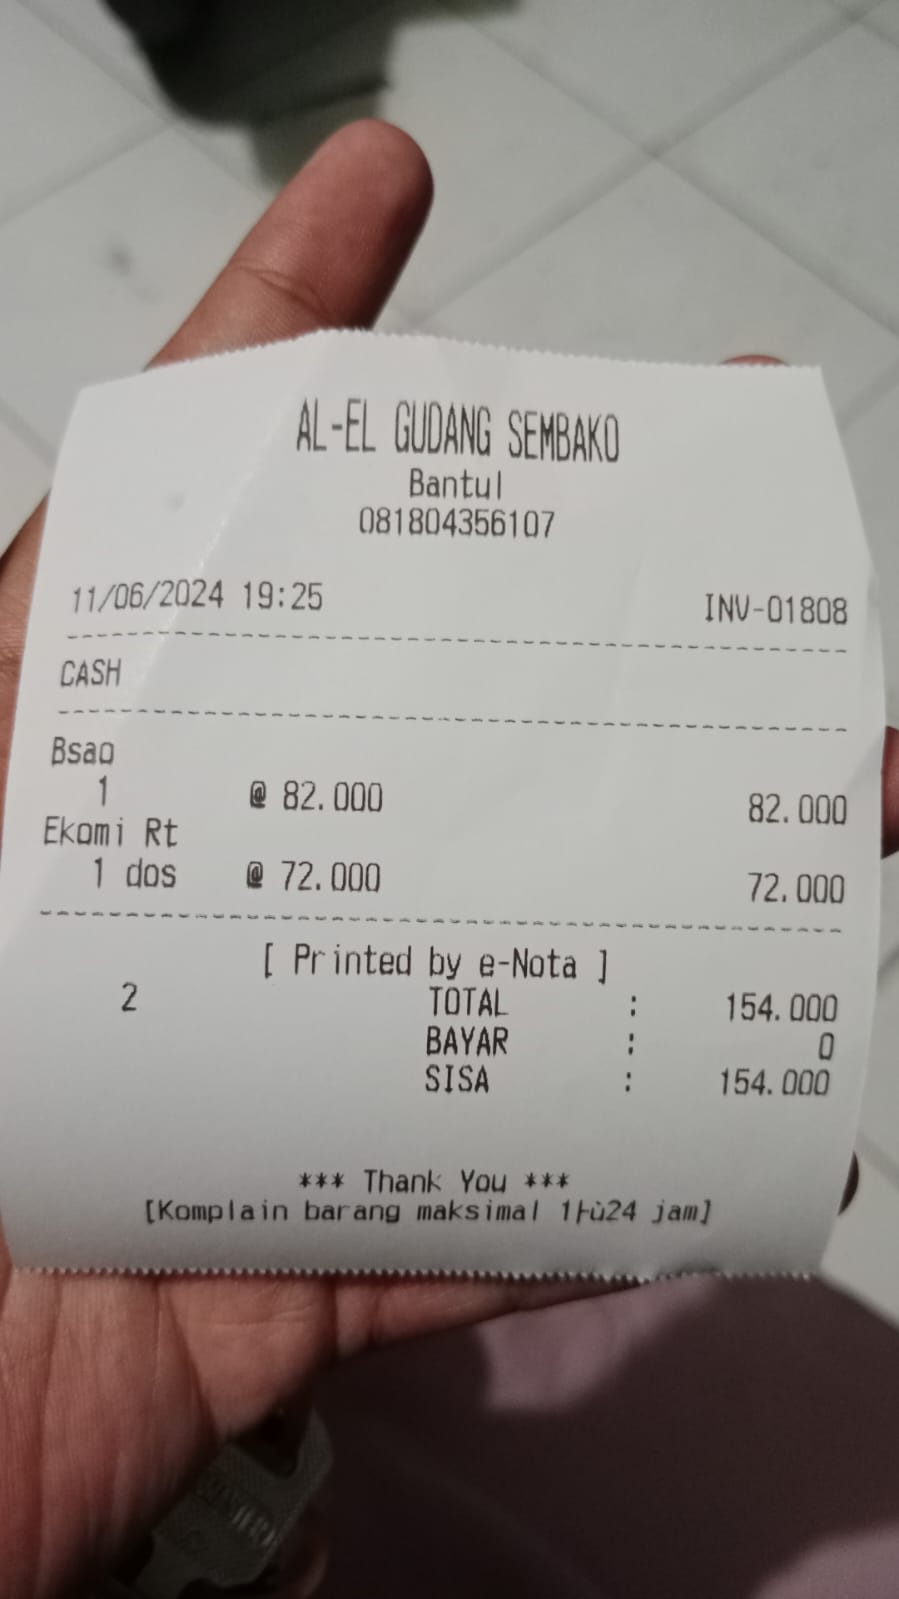 AL-EL GUDANG SEMBAKO
Bantul
081804356107
11/06/2024 19:25 INV-01808
CASH
Bsao
1 @ 82.000 82.000
Ekomi Rt
1 dos @ 72.000 72.000
[ Printed by e-Nota ]
2 TOTAL : 154.000
BAYAR : 0
SISA : 154.000
*** Thank You ***
[Komplain barang maksimal 1├ù24 jam]